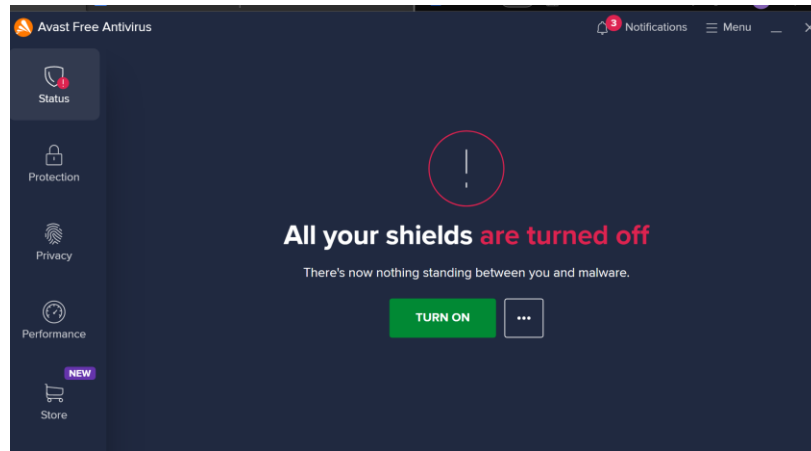 Avast Free Antivirus
3 Notifications
Menu
Status
Protection
Privacy
Performance
NEW
Store
All your shields are turned off
There's now nothing standing between you and malware.
TURN ON